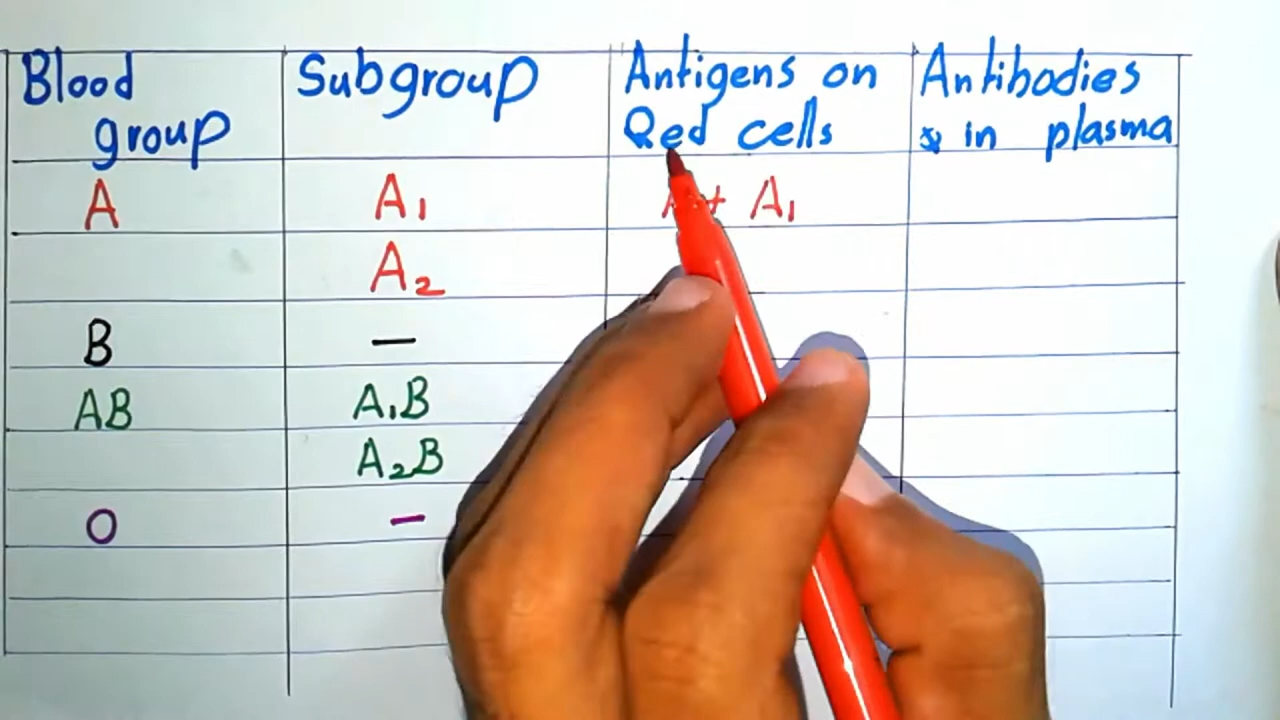 Blood group
Subgroup
Antigens on Red cells
Antibodies in plasma
A
A₁
+ A₁
A₂
B
—
AB
A₁B
A₂B
O
—